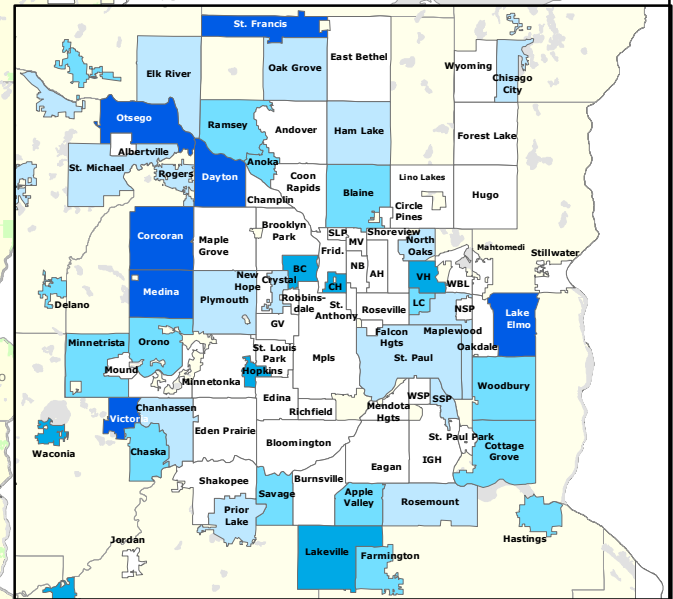 St. Francis
East Bethel
Oak Grove
Elk River
Wyoming
Chisago
City
Otsego
Ramsey
Andover
Ham Lake
Forest Lake
Albertville
St. Michael
Rogers
Anoka
Dayton
Coon
Rapids
Blaine
Lino Lakes
Hugo
Champlin
Circle
Pines
Corcoran
Maple
Grove
Brooklyn
Park
SLP
Frid.
MV
Shoreview
North
Oaks
Mahtomedi
Stillwater
BC
NB
AH
VH
WBL
Delano
Medina
Plymouth
New
Hope
Crystal
CH
Robbins-
dale
St.
Anthony
Roseville
LC
NSP
Lake
Elmo
Minnetrista
Orono
GV
Falcon
Hgts
Maplewood
Oakdale
St. Louis
Park
Mpls
St. Paul
Mound
Minnetonka
Hopkins
Woodbury
Edina
Richfield
WSP
SSP
Mendota
Hgts
Victor
Chanhassen
Eden Prairie
Bloomington
St. Paul Park
Waconia
Chaska
Eagan
IGH
Cottage
Grove
Shakopee
Savage
Burnsville
Apple
Valley
Rosemount
Prior
Lake
Hastings
Jordan
Lakeville
Farmington